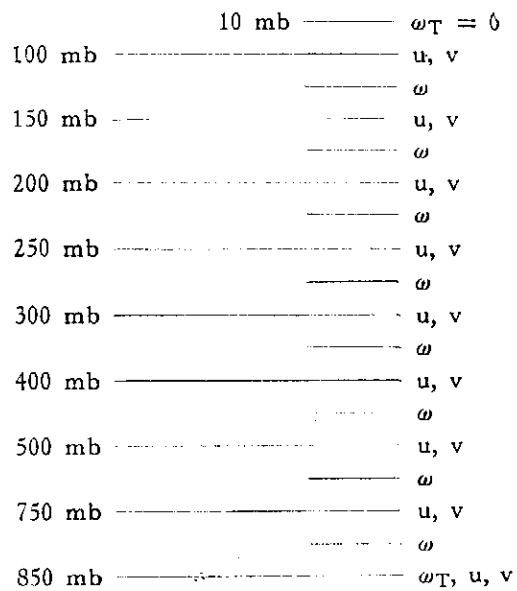 10 mb ωT = 0
100 mb u, v
ω
150 mb u, v
ω
200 mb u, v
ω
250 mb u, v
ω
300 mb u, v
ω
400 mb u, v
ω
500 mb u, v
ω
750 mb u, v
ω
850 mb ωT, u, v